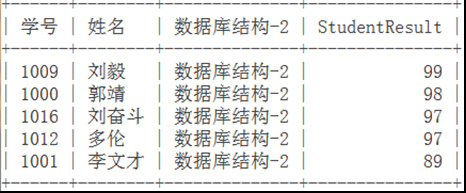 学号 | 姓名 | 数据库结构-2 | StudentResult
1009 | 刘毅 | 数据库结构-2 | 99
1000 | 郭靖 | 数据库结构-2 | 98
1016 | 刘奋斗 | 数据库结构-2 | 97
1012 | 多伦 | 数据库结构-2 | 97
1001 | 李文才 | 数据库结构-2 | 89